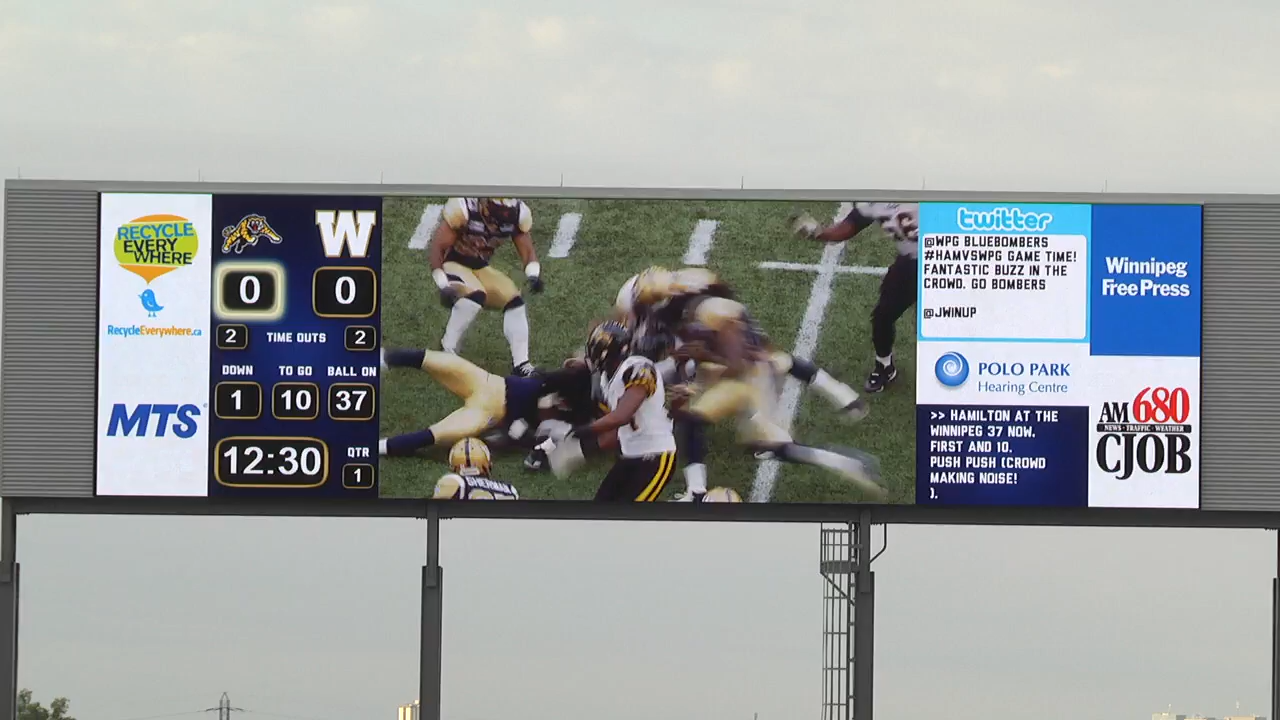 RECYCLE
EVERY
WHERE
RecycleEverywhere.ca
MTS
W
0 0
2 TIME OUTS 2
DOWN TO GO BALL ON
1 10 37
12:30
QTR
1
SHERMAN
twitter
@WPG BLUEBOMBERS
#HAMVSWPG GAME TIME!
FANTASTIC BUZZ IN THE
CROWD. GO BOMBERS
@JWINUP
Winnipeg
Free Press
POLO PARK
Hearing Centre
>> HAMILTON AT THE
WINNIPEG 37 NOW.
FIRST AND 10.
PUSH PUSH (CROWD
MAKING NOISE!
).
AM 680
NEWS · TRAFFIC · WEATHER
CJOB